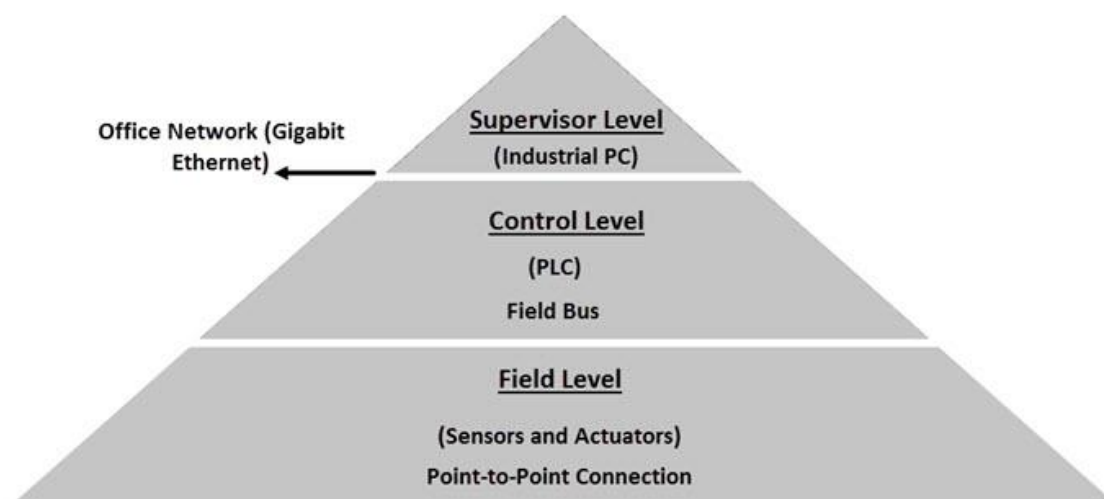 Supervisor Level
(Industrial PC)
Office Network (Gigabit
Ethernet)
Control Level
(PLC)
Field Bus
Field Level
(Sensors and Actuators)
Point-to-Point Connection